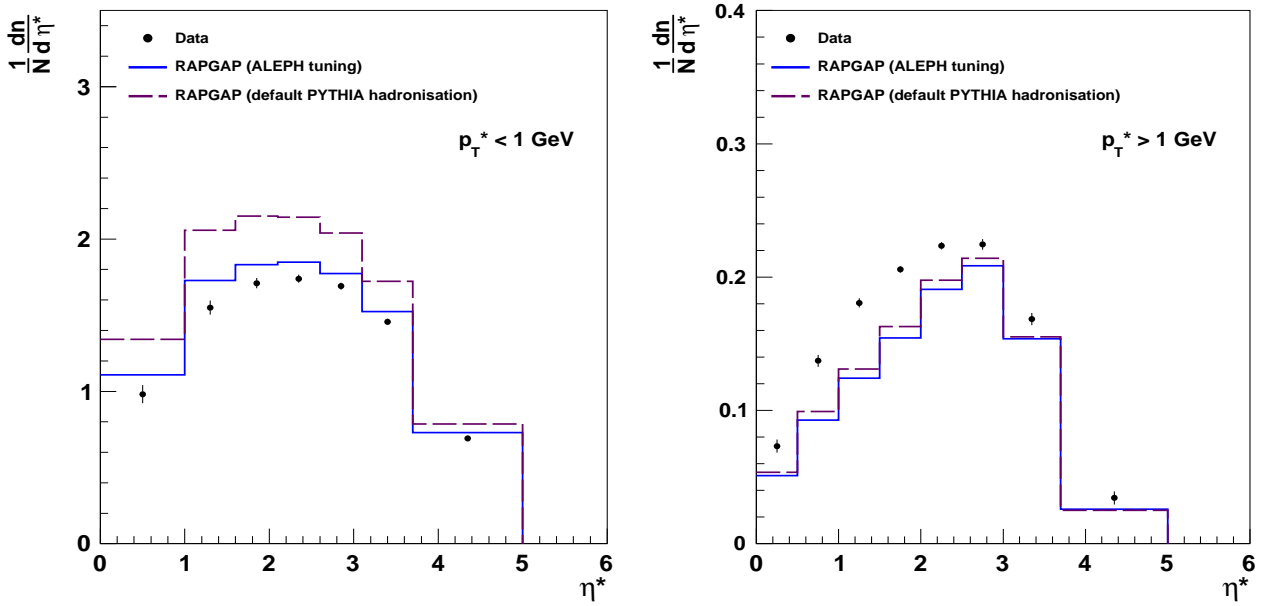 1 dn
N d η*
Data
RAPGAP (ALEPH tuning)
RAPGAP (default PYTHIA hadronisation)
p_T* < 1 GeV
3
2
1
0
0 1 2 3 4 5 6
η*
1 dn
N d η*
0.4
Data
RAPGAP (ALEPH tuning)
RAPGAP (default PYTHIA hadronisation)
p_T* > 1 GeV
0.3
0.2
0.1
0
0 1 2 3 4 5 6
η*